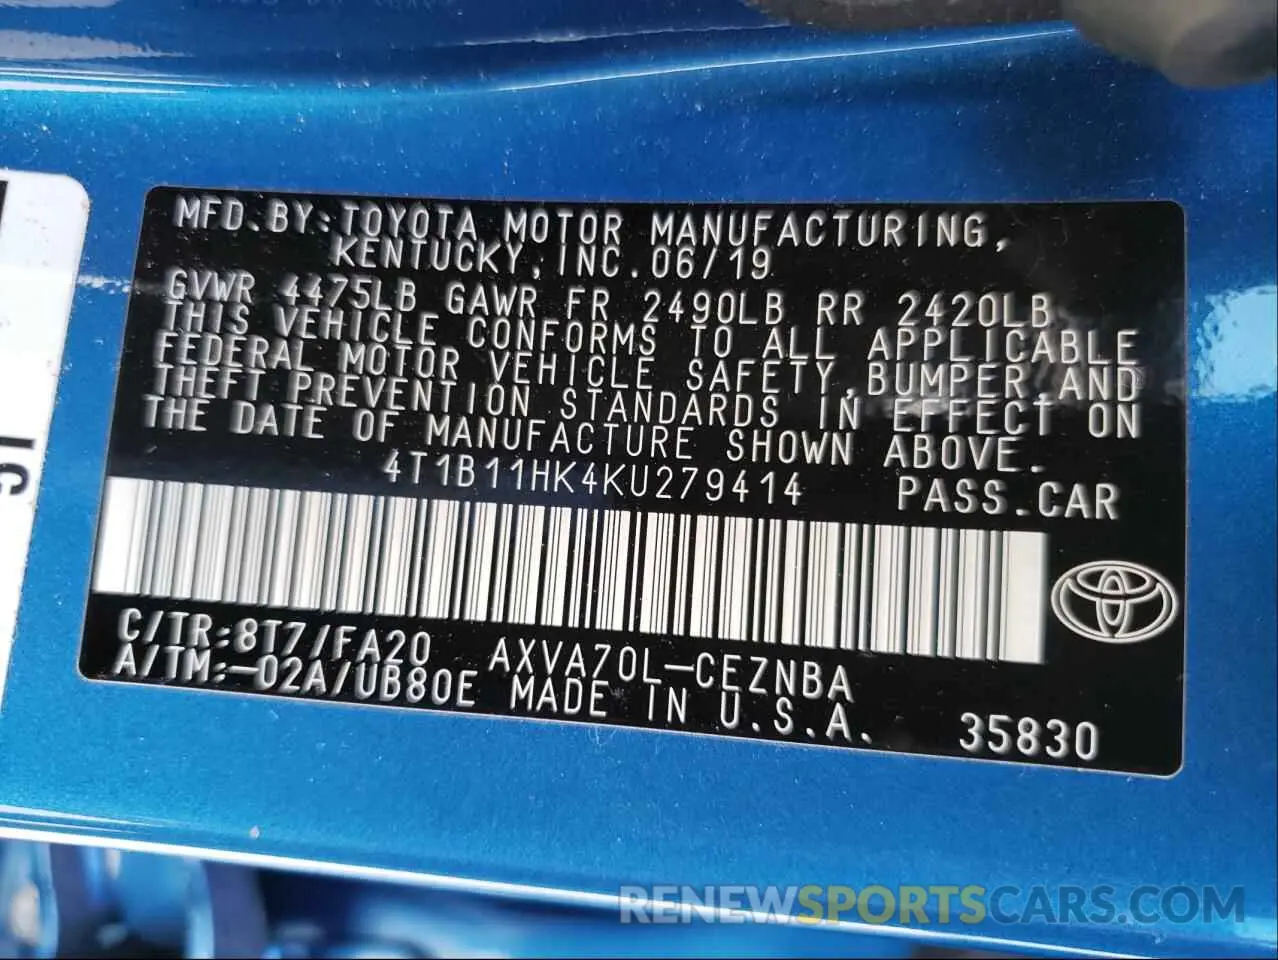 MFD.BY:TOYOTA MOTOR MANUFACTURING,
KENTUCKY,INC.06/19
GVWR 4475LB GAWR FR 2490LB RR 2420LB
THIS VEHICLE CONFORMS TO ALL APPLICABLE
FEDERAL MOTOR VEHICLE SAFETY,BUMPER,AND
THEFT PREVENTION STANDARDS IN EFFECT ON
THE DATE OF MANUFACTURE SHOWN ABOVE.
4T1B11HK4KU279414 PASS.CAR
C/TR:8T7/FA20 AXVA70L-CEZNBA
A/TM:-02A/UB80E MADE IN U.S.A. 35830
RENEWSPORTSCARS.COM